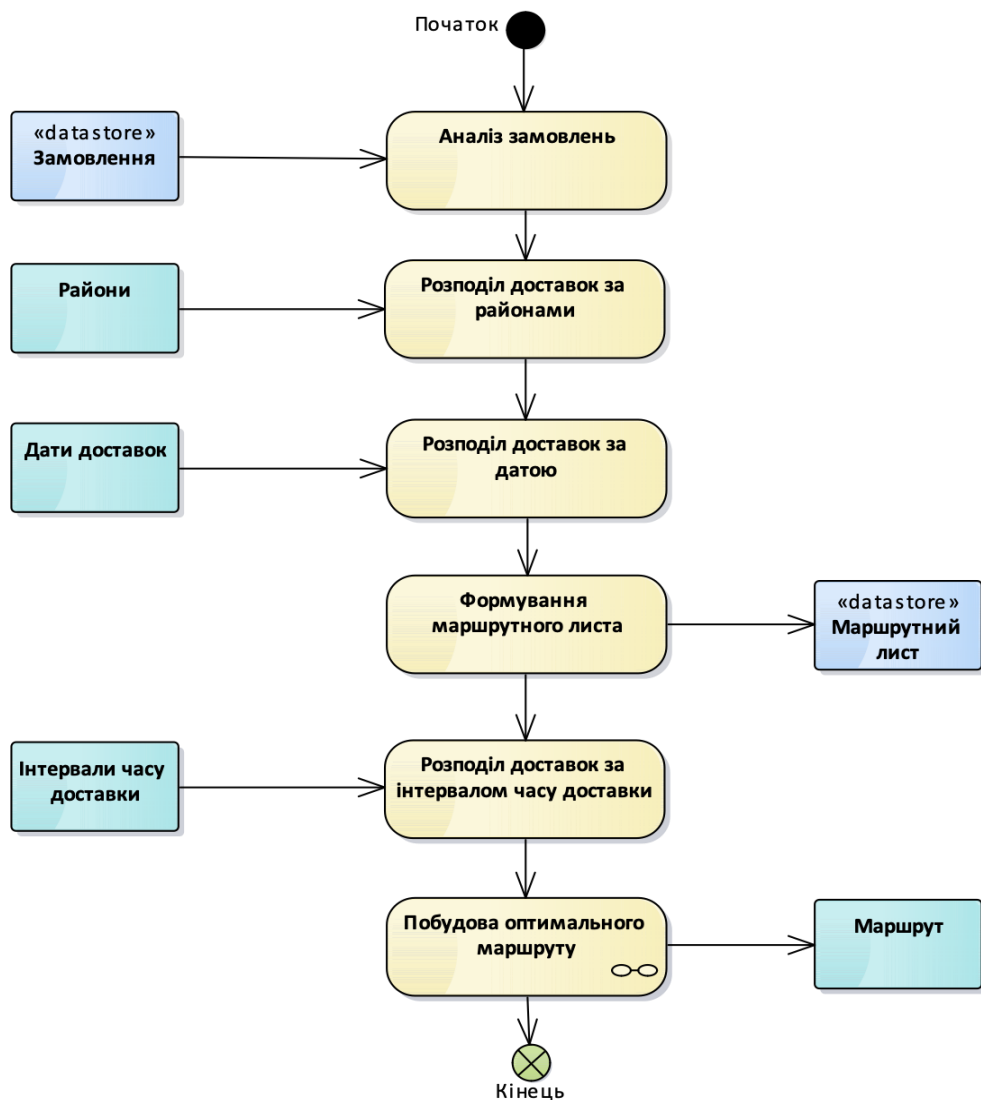 Початок
«datastore»
Замовлення
Аналіз замовлень
Райони
Розподіл доставок за
районами
Дати доставок
Розподіл доставок за
датою
Формування
маршрутного листа
«datastore»
Маршрутний
лист
Інтервали часу
доставки
Розподіл доставок за
інтервалом часу доставки
Побудова оптимального
маршруту
Маршрут
Кінець